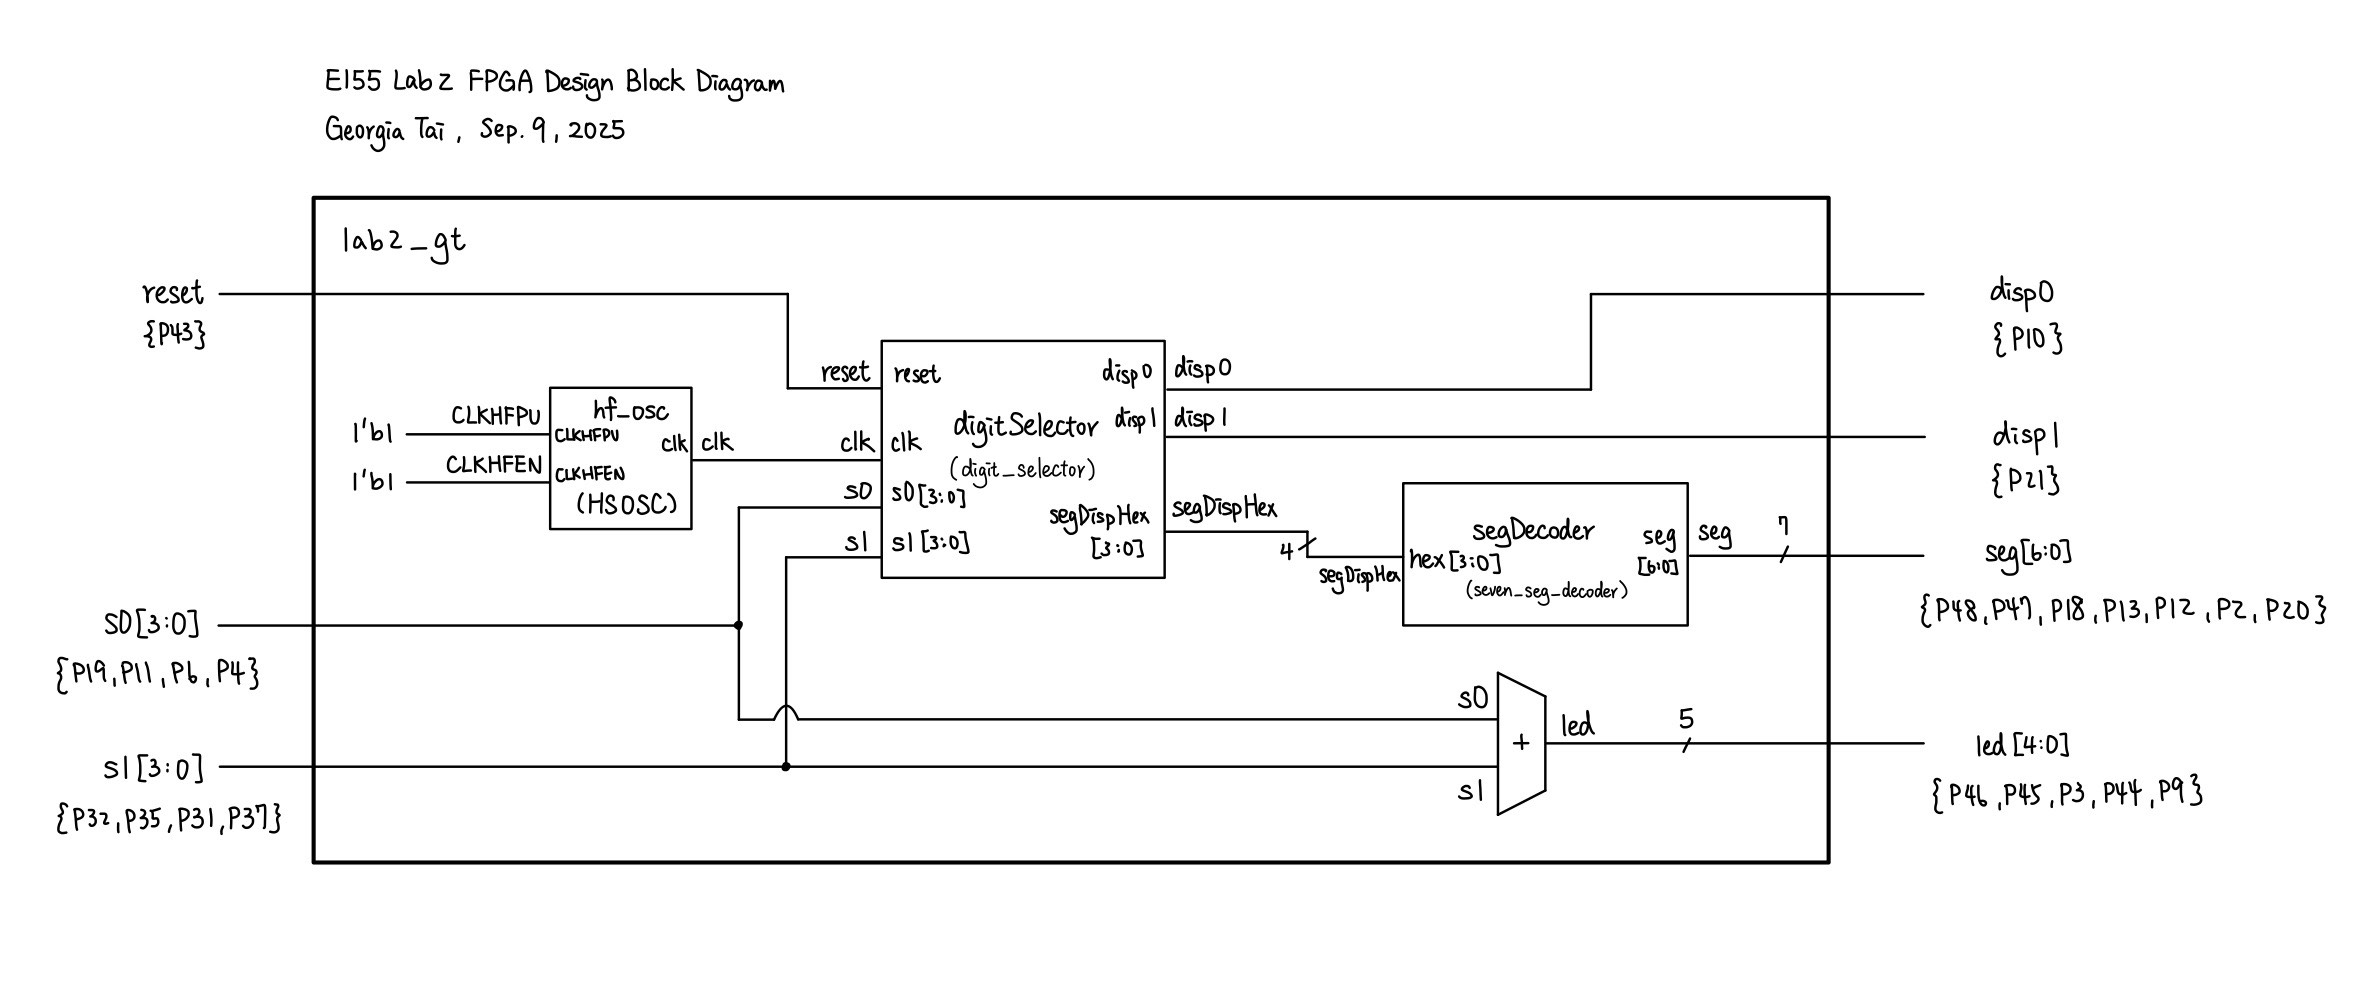 E155 Lab 2 FPGA Design Block Diagram
Georgia Tai, Sep. 9, 2025
lab2_gt
reset
{P43}
1'b1
1'b1
CLKHFPU
CLKHFEN
hf_osc
CLKHFPU
clk
CLKHFEN
(HSOSC)
clk
reset
clk
s0
s1
reset
clk
s0[3:0]
s1[3:0]
digitSelector
(digit_selector)
disp0
disp1
segDispHex
[3:0]
disp0
disp1
segDispHex
4
segDispHex
segDecoder
hex[3:0]
(seven_seg_decoder)
seg
[6:0]
seg
7
s0[3:0]
{P19, P11, P6, P4}
s1[3:0]
{P32, P35, P31, P37}
s0
+
s1
led
5
disp0
{P10}
disp1
{P21}
seg[6:0]
{P48, P47, P18, P13, P12, P2, P20}
led[4:0]
{P46, P45, P3, P44, P9}